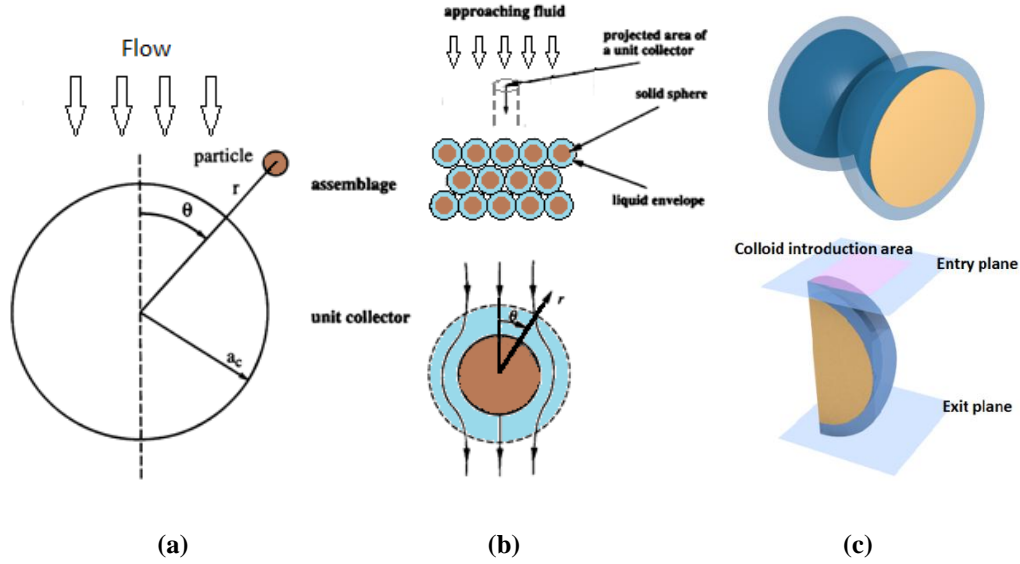 Flow
particle
r
θ
a_c
(a)
approaching fluid
projected area of
a unit collector
solid sphere
assemblage
liquid envelope
unit collector
r
θ
(b)
Colloid introduction area
Entry plane
Exit plane
(c)